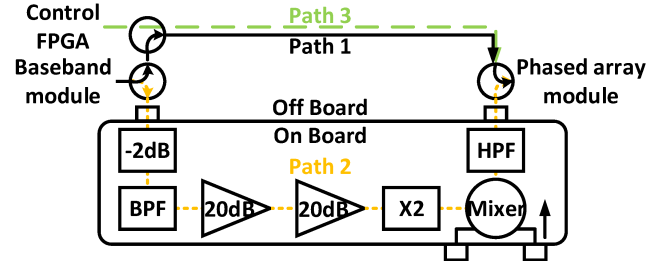 Control
FPGA
Path 3
Path 1
Baseband
module
Phased array
module
Off Board
On Board
-2dB
Path 2
HPF
BPF
20dB
20dB
X2
Mixer